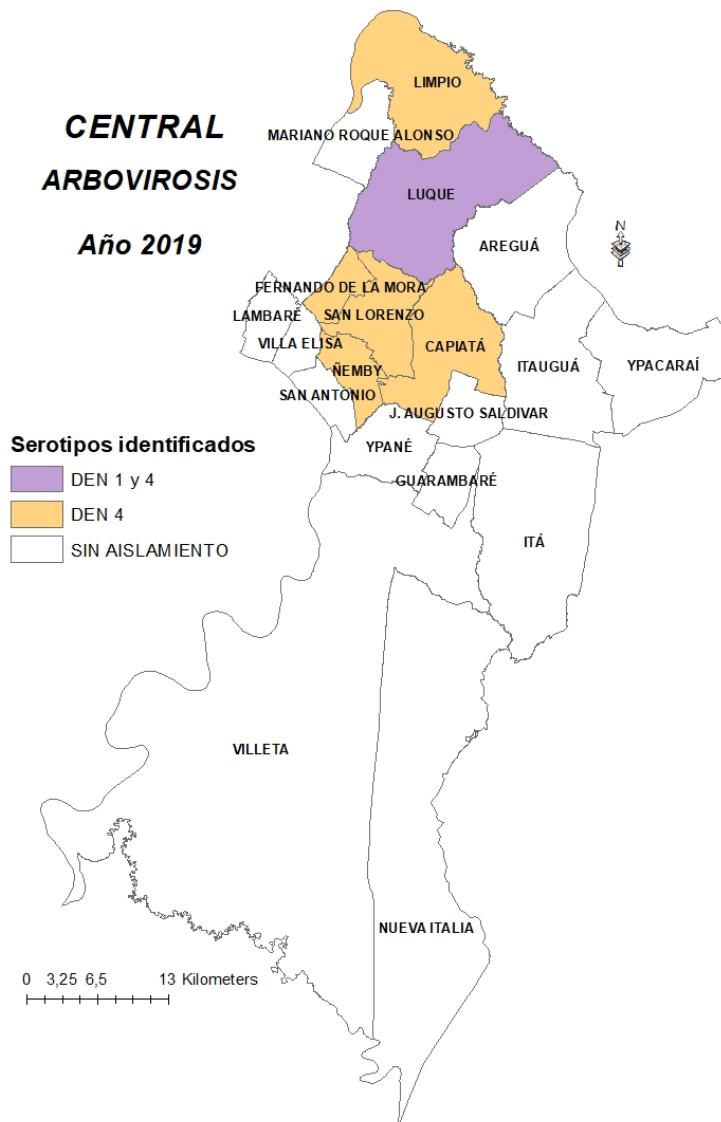 CENTRAL
ARBOVIROSIS
Año 2019
LIMPIO
MARIANO ROQUE ALONSO
LUQUE
N
AREGUÁ
FERNANDO DE LA MORA
LAMBARÉ
SAN LORENZO
VILLA ELISA
CAPIATÁ
ITAUGUÁ
YPACARAÍ
ÑEMBY
SAN ANTONIO
J. AUGUSTO SALDIVAR
YPANÉ
GUARAMBARÉ
ITÁ
Serotipos identificados
DEN 1 y 4
DEN 4
SIN AISLAMIENTO
VILLETA
NUEVA ITALIA
0 3,25 6,5 13 Kilometers